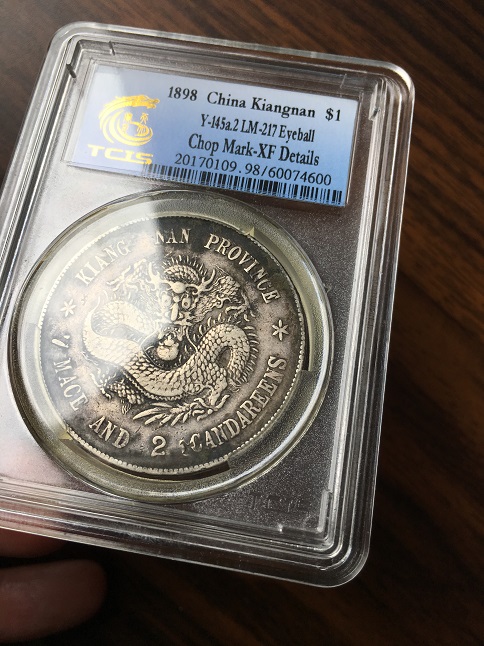 1898 China Kiangnan $1
Y-145a.2 LM-217 Eyeball
Chop Mark-XF Details
20170109.98/60074600
TCIS
KIANG NAN PROVINCE
7 MACE AND 2 CANDAREENS